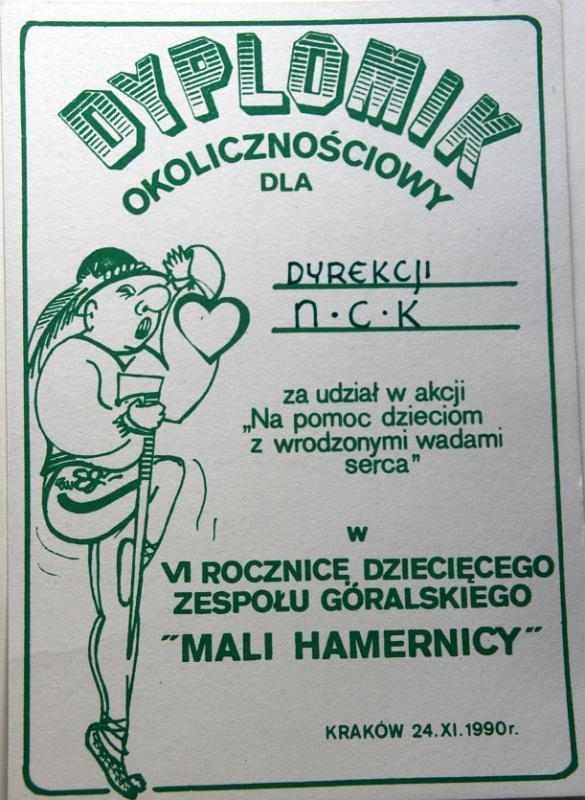 DYPLOMIK
OKOLICZNOŚCIOWY
DLA
DYREKCJI
N·C·K
za udział w akcji
„Na pomoc dzieciom
z wrodzonymi wadami
serca”
w
VI ROCZNICĘ DZIECIĘCEGO
ZESPOŁU GÓRALSKIEGO
"MALI HAMERNICY"
KRAKÓW 24.XI.1990r.